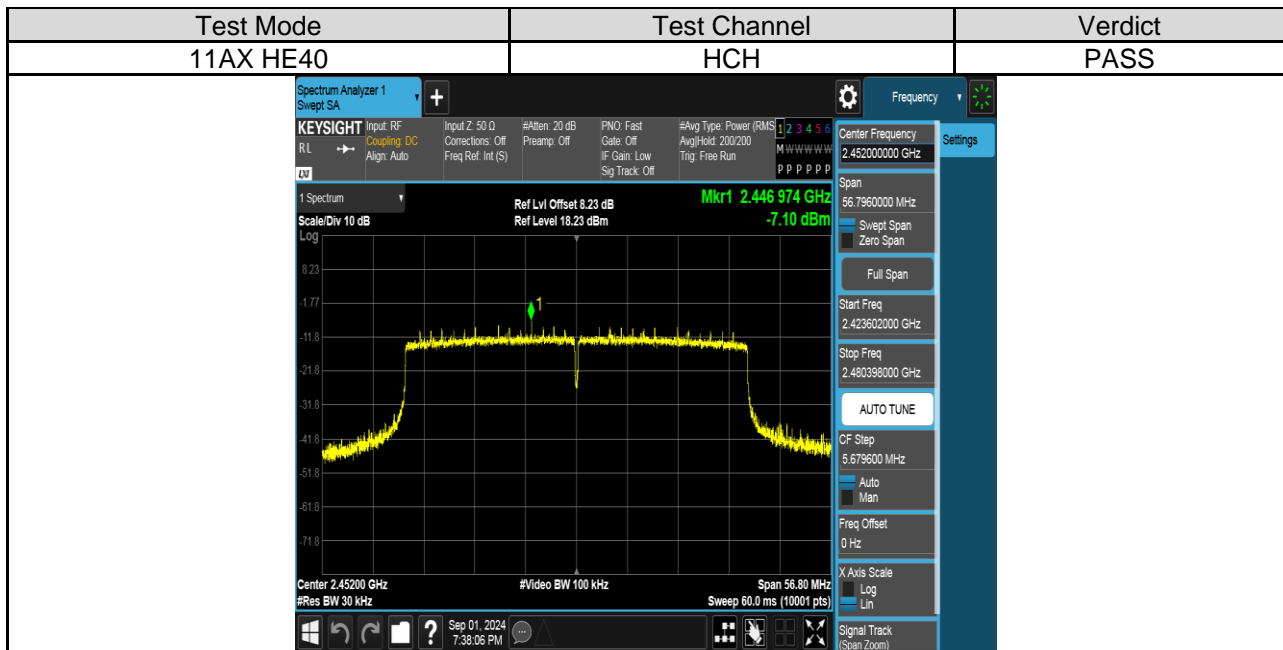 Test Mode Test Channel Verdict
11AX HE40 HCH PASS
Spectrum Analyzer 1
Swept SA
+
Frequency
KEYSIGHT
RL
LXI
Input: RF
Coupling: DC
Align: Auto
Input Z: 50 Ω
Corrections: Off
Freq Ref: Int (S)
#Atten: 20 dB
Preamp: Off
PNO: Fast
Gate: Off
IF Gain: Low
Sig Track: Off
#Avg Type: Power (RMS
Avg|Hold: 200/200
Trig: Free Run
1 2 3 4 5 6
M W W W W W
P P P P P P
1 Spectrum
Scale/Div 10 dB
Log
Ref Lvl Offset 8.23 dB
Ref Level 18.23 dBm
Mkr1 2.446 974 GHz
-7.10 dBm
1
8.23
-1.77
-11.8
-21.8
-31.8
-41.8
-51.8
-61.8
-71.8
Center 2.45200 GHz
#Res BW 30 kHz
#Video BW 100 kHz
Span 56.80 MHz
Sweep 60.0 ms (10001 pts)
?
Sep 01, 2024
7:38:06 PM
Center Frequency
2.452000000 GHz
Settings
Span
56.7960000 MHz
Swept Span
Zero Span
Full Span
Start Freq
2.423602000 GHz
Stop Freq
2.480398000 GHz
AUTO TUNE
CF Step
5.679600 MHz
Auto
Man
Freq Offset
0 Hz
X Axis Scale
Log
Lin
Signal Track
(Span Zoom)